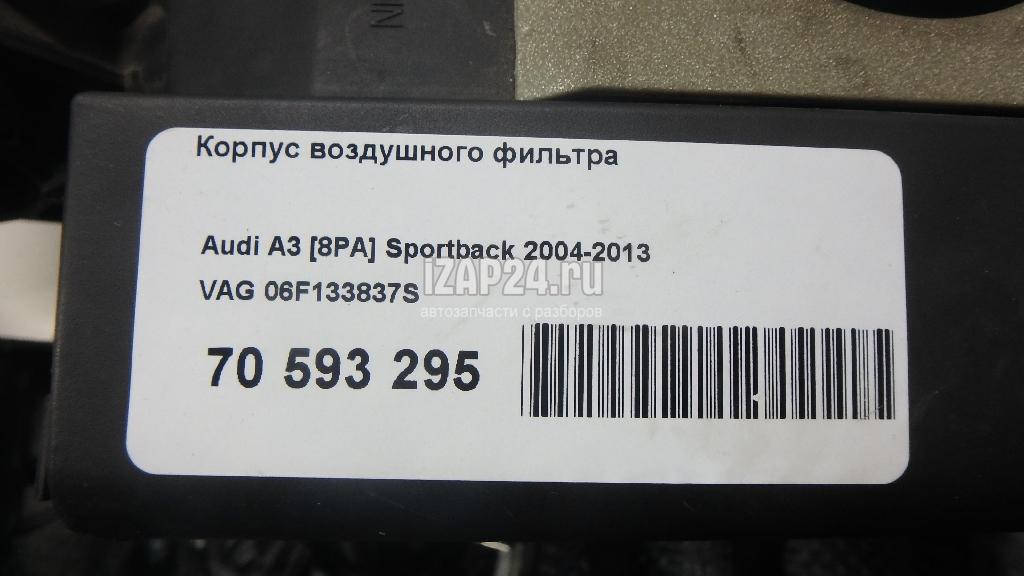 Корпус воздушного фильтра
Audi A3 [8PA] Sportback 2004-2013
iZAP24.ru
VAG 06F133837S
автозапчасти с разборов
70 593 295